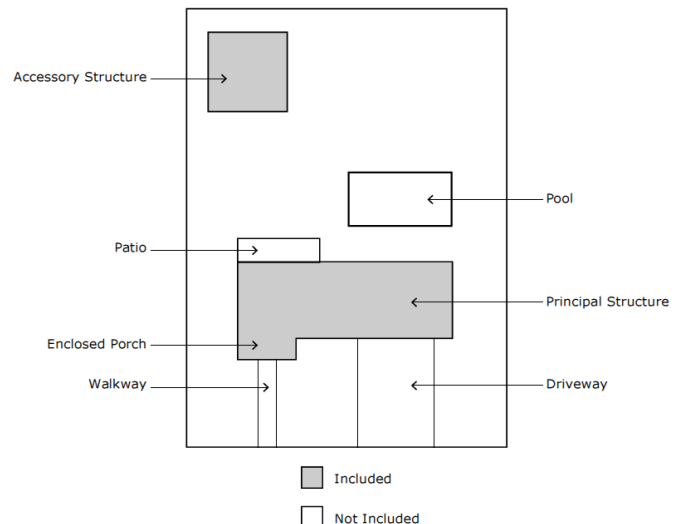 Accessory Structure
Pool
Patio
Principal Structure
Enclosed Porch
Walkway
Driveway
Included
Not Included